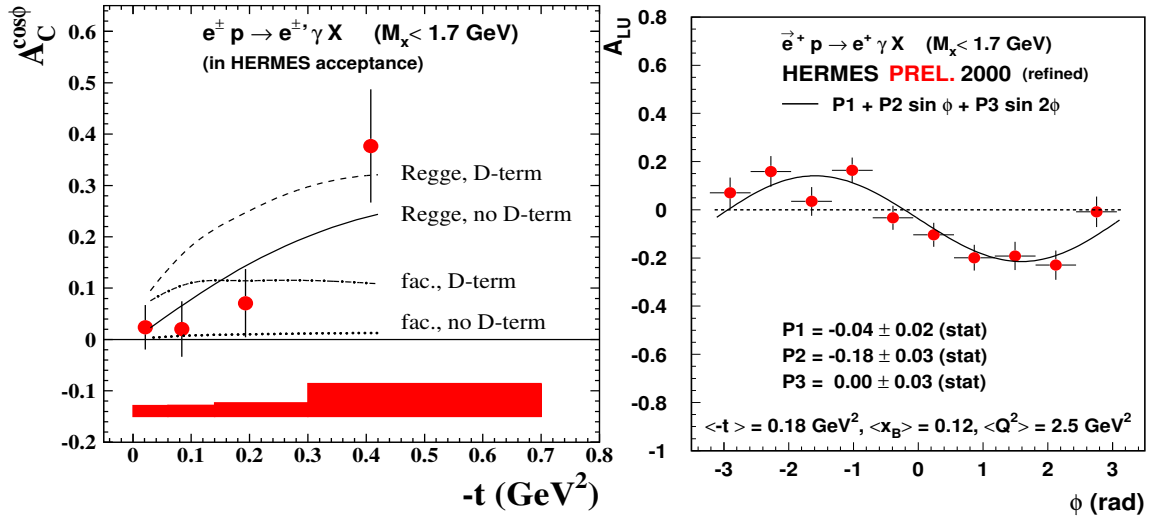 A_C^cosϕ
0.6
0.5
0.4
0.3
0.2
0.1
0
-0.1
-0.2
e± p → e±’ γ X (Mx< 1.7 GeV)
(in HERMES acceptance)
Regge, D-term
Regge, no D-term
fac., D-term
fac., no D-term
0 0.1 0.2 0.3 0.4 0.5 0.6 0.7 0.8
-t (GeV²)
A_LU
0.8
0.6
0.4
0.2
0
-0.2
-0.4
-0.6
-0.8
-1
e⃗⁺ p → e⁺ γ X (Mx< 1.7 GeV)
HERMES PREL. 2000 (refined)
P1 + P2 sin ϕ + P3 sin 2ϕ
P1 = -0.04 ± 0.02 (stat)
P2 = -0.18 ± 0.03 (stat)
P3 = 0.00 ± 0.03 (stat)
<-t > = 0.18 GeV², <x_B> = 0.12, <Q²> = 2.5 GeV²
-3 -2 -1 0 1 2 3
ϕ (rad)